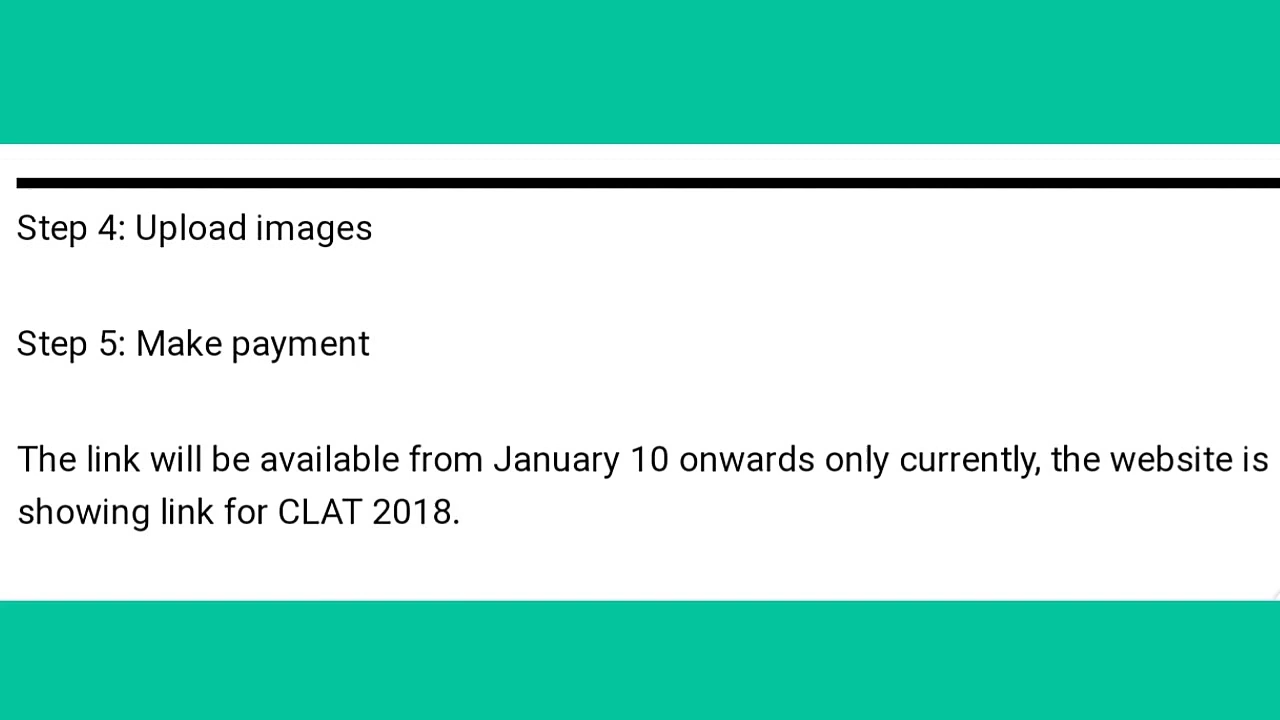 Step 4: Upload images
Step 5: Make payment
The link will be available from January 10 onwards only currently, the website is
showing link for CLAT 2018.